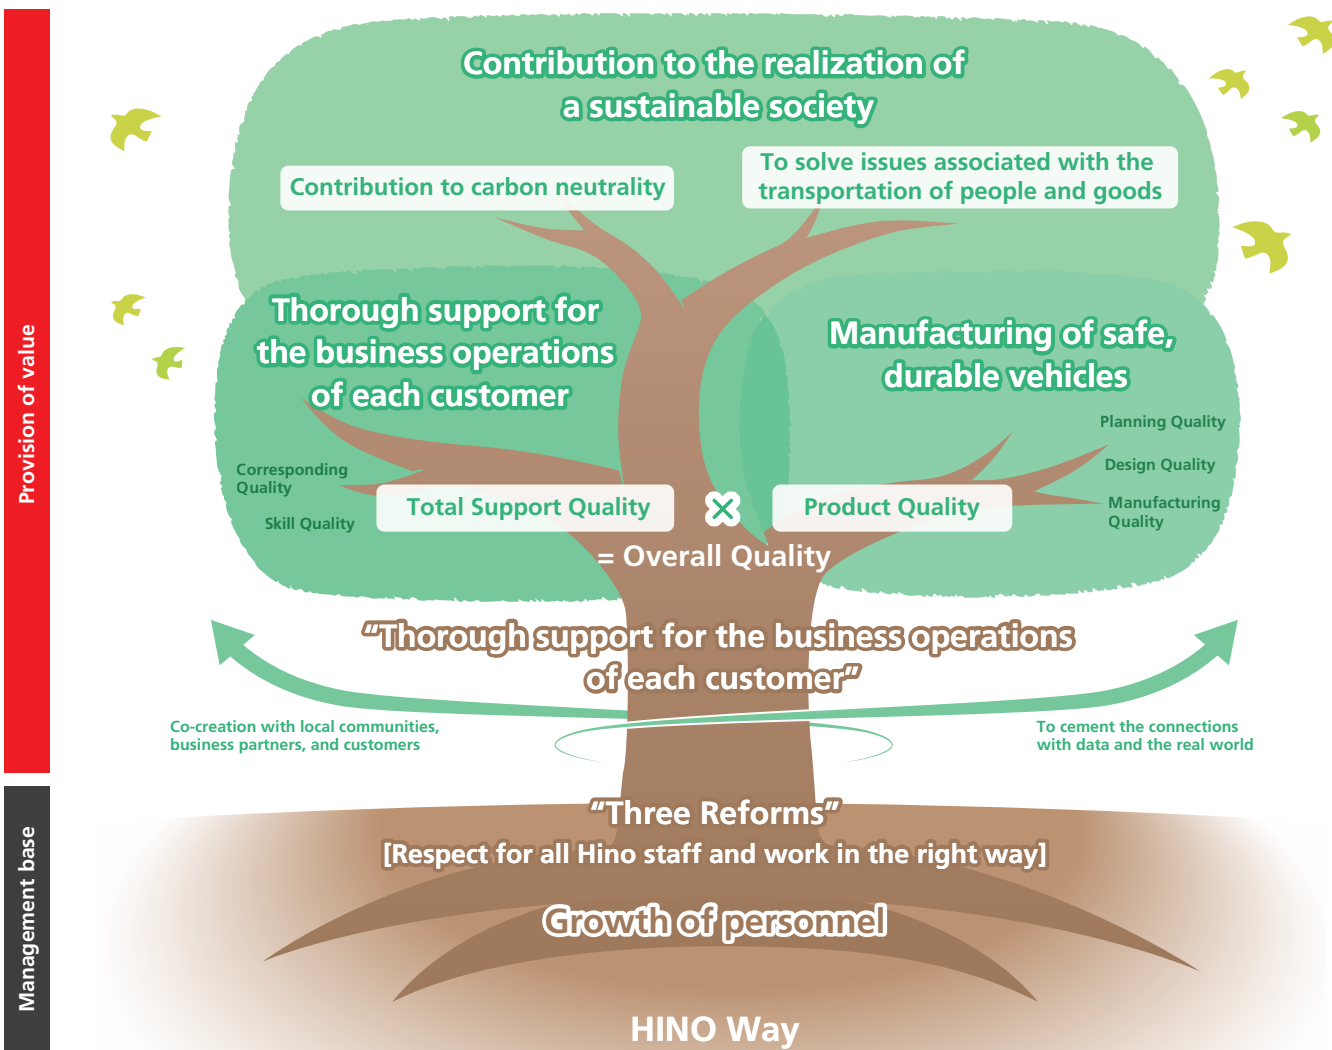 Provision of value
Contribution to the realization of
a sustainable society
Contribution to carbon neutrality
To solve issues associated with the
transportation of people and goods
Thorough support for
the business operations
of each customer
Manufacturing of safe,
durable vehicles
Corresponding
Quality
Skill Quality
Total Support Quality
×
Product Quality
Planning Quality
Design Quality
Manufacturing
Quality
= Overall Quality
“Thorough support for the business operations
of each customer”
Co-creation with local communities,
business partners, and customers
To cement the connections
with data and the real world
Management base
“Three Reforms”
[Respect for all Hino staff and work in the right way]
Growth of personnel
HINO Way